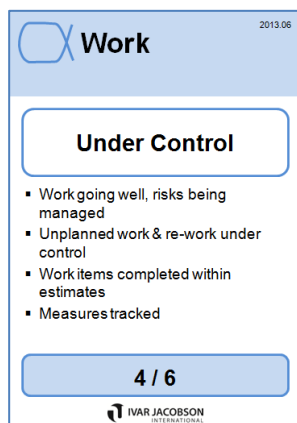 2013.06
Work
Under Control
▪ Work going well, risks being
managed
▪ Unplanned work & re-work under
control
▪ Work items completed within
estimates
▪ Measures tracked
4 / 6
IVAR JACOBSON
INTERNATIONAL